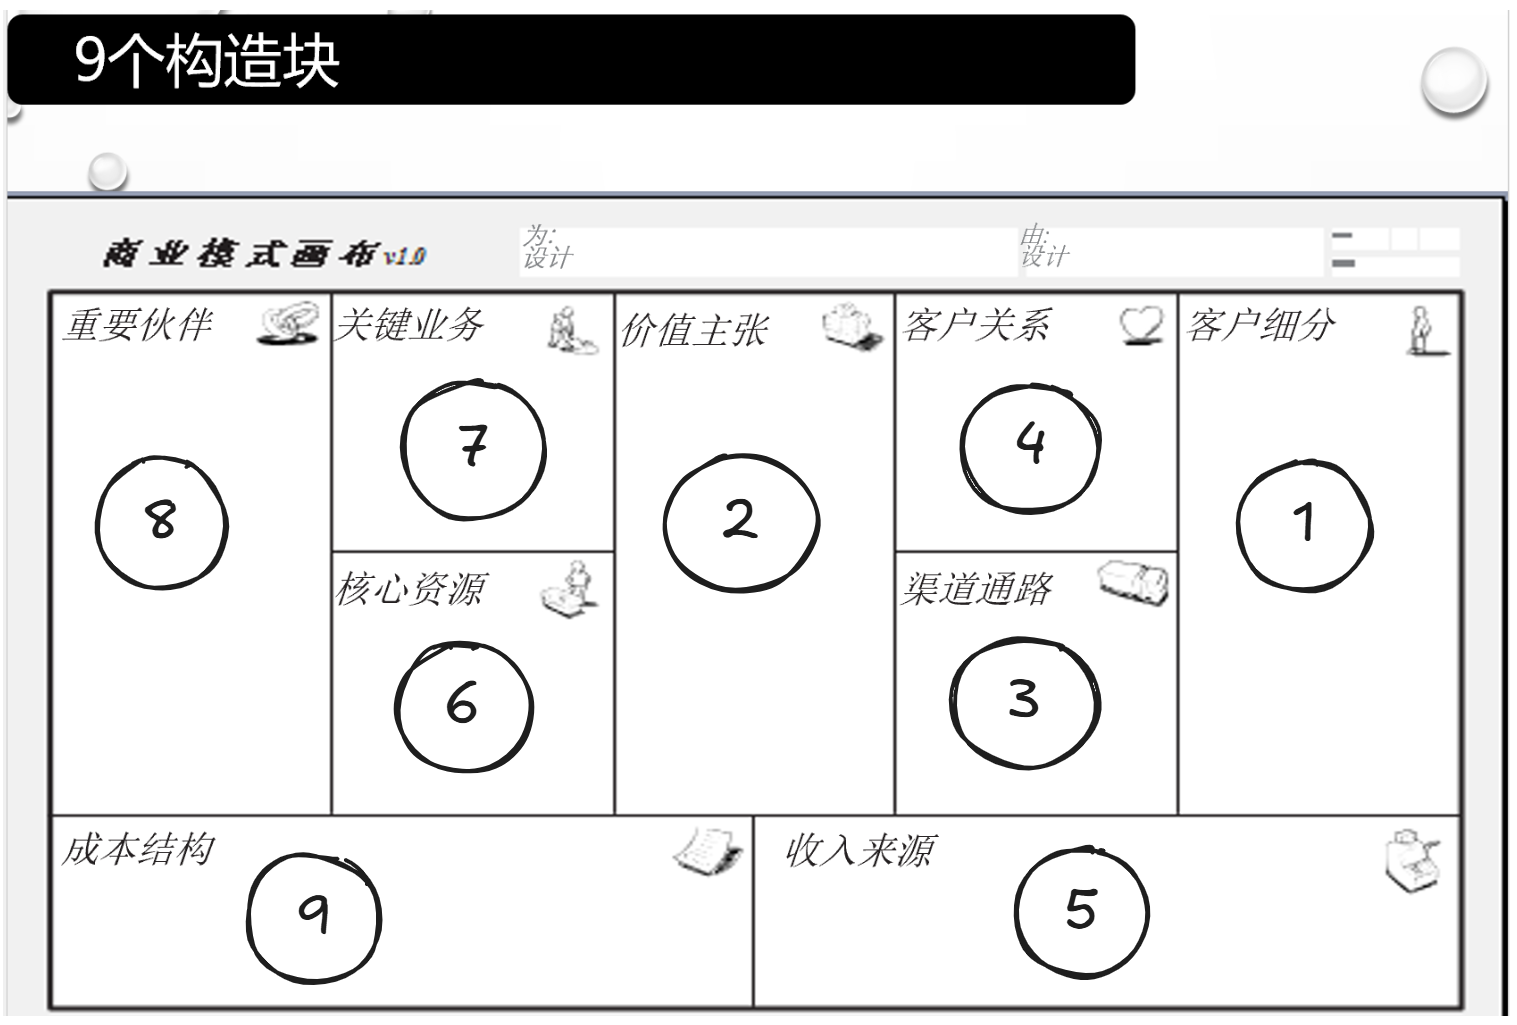 9个构造块
商业模式画布v1.0
为:
设计
由:
设计
重要伙伴
关键业务
价值主张
客户关系
客户细分
7
4
8
2
1
核心资源
渠道通路
6
3
成本结构
收入来源
9
5